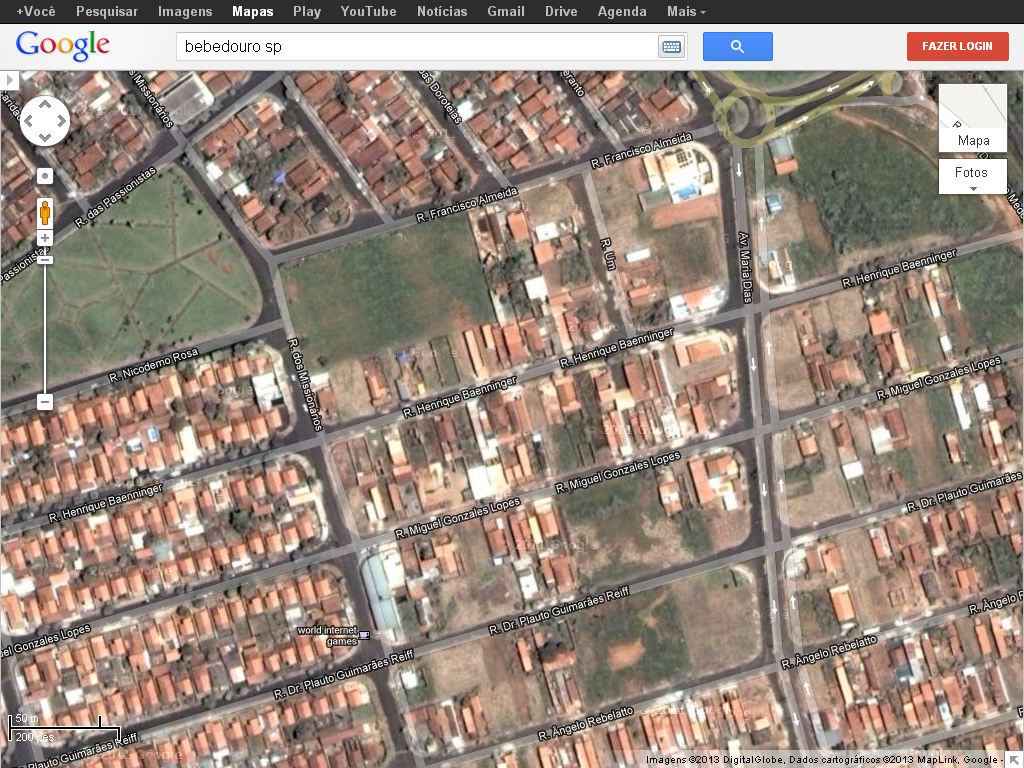 +Você Pesquisar Imagens Mapas Play YouTube Notícias Gmail Drive Agenda Mais
Google
bebedouro sp
FAZER LOGIN
Mapa
Fotos
R. das Passionistas
R. Francisco Almeida
R. Francisco Almeida
R. Um
Av. Maria Dias
R. Henrique Baenninger
R. Nicodemo Rosa
R. dos Missionários
R. Henrique Baenninger
R. Henrique Baenninger
R. Miguel Gonzales Lopes
R. Henrique Baenninger
R. Miguel Gonzales Lopes
R. Miguel Gonzales Lopes
R. Dr. Plauto Guimarães
R. Dr. Plauto Guimarães Reiff
world internet
games
R. Dr. Plauto Guimarães Reiff
R. Ângelo Rebelatto
R. Ângelo Rebelatto
50 m
200 pés
Imagens ©2013 DigitalGlobe, Dados cartográficos ©2013 MapLink, Google -